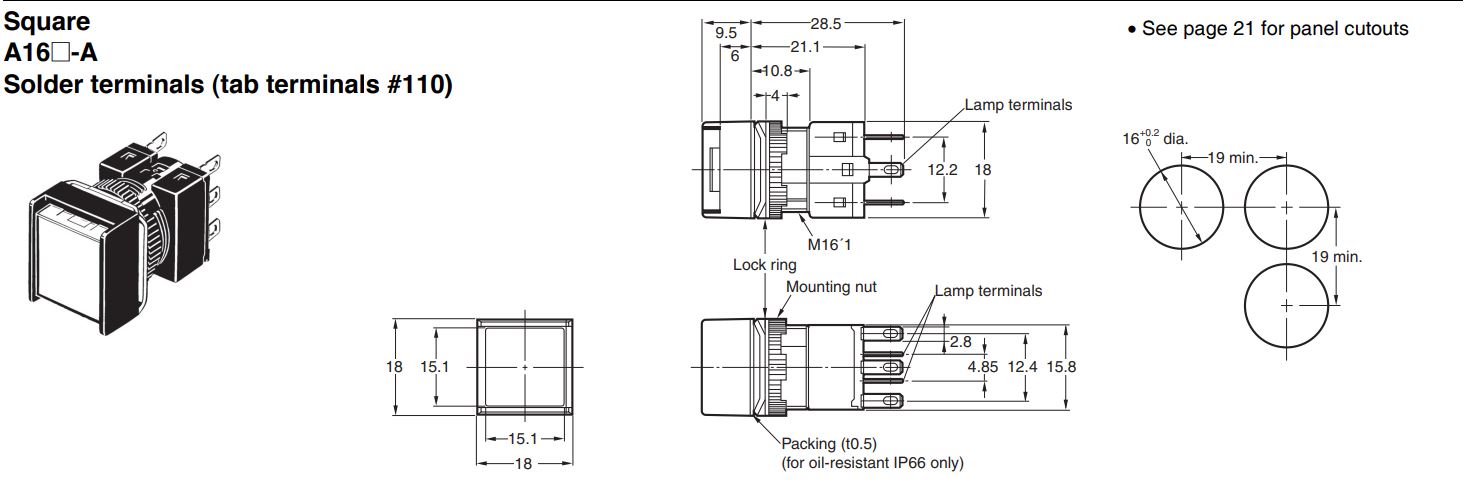 Square
A16□-A
Solder terminals (tab terminals #110)
28.5
9.5
21.1
6
10.8
4
Lamp terminals
12.2
18
M16´1
Lock ring
Mounting nut
Lamp terminals
2.8
4.85
12.4
15.8
18
15.1
15.1
18
Packing (t0.5)
(for oil-resistant IP66 only)
• See page 21 for panel cutouts
16+0.2 0 dia.
19 min.
19 min.